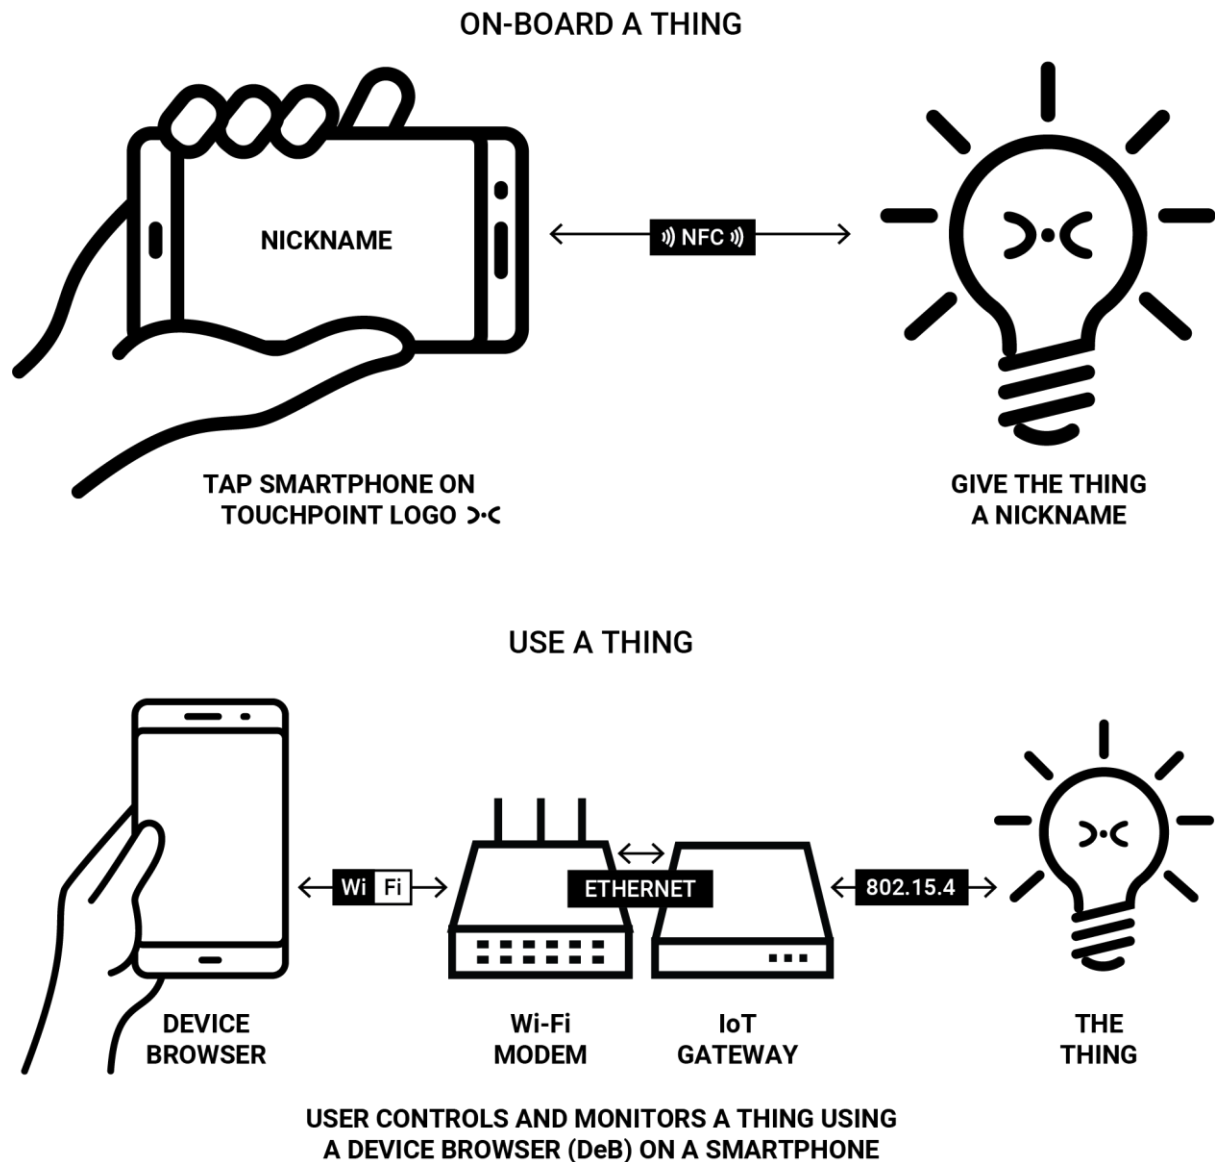 ON-BOARD A THING
NICKNAME
NFC
TAP SMARTPHONE ON
TOUCHPOINT LOGO
GIVE THE THING
A NICKNAME
USE A THING
Wi Fi
ETHERNET
802.15.4
DEVICE
BROWSER
Wi-Fi
MODEM
IoT
GATEWAY
THE
THING
USER CONTROLS AND MONITORS A THING USING
A DEVICE BROWSER (DeB) ON A SMARTPHONE